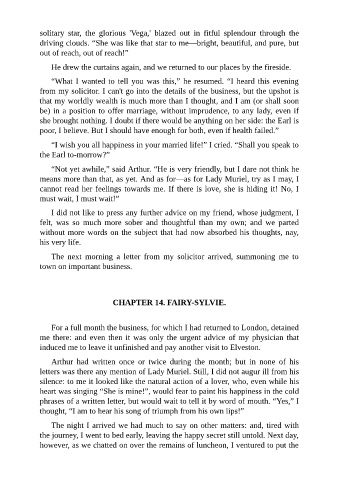 solitary star, the glorious 'Vega,' blazed out in fitful splendour through the
driving clouds. “She was like that star to me—bright, beautiful, and pure, but
out of reach, out of reach!”
He drew the curtains again, and we returned to our places by the fireside.
“What I wanted to tell you was this,” he resumed. “I heard this evening
from my solicitor. I can't go into the details of the business, but the upshot is
that my worldly wealth is much more than I thought, and I am (or shall soon
be) in a position to offer marriage, without imprudence, to any lady, even if
she brought nothing. I doubt if there would be anything on her side: the Earl is
poor, I believe. But I should have enough for both, even if health failed.”
“I wish you all happiness in your married life!” I cried. “Shall you speak to
the Earl to-morrow?”
“Not yet awhile,” said Arthur. “He is very friendly, but I dare not think he
means more than that, as yet. And as for—as for Lady Muriel, try as I may, I
cannot read her feelings towards me. If there is love, she is hiding it! No, I
must wait, I must wait!”
I did not like to press any further advice on my friend, whose judgment, I
felt, was so much more sober and thoughtful than my own; and we parted
without more words on the subject that had now absorbed his thoughts, nay,
his very life.
The next morning a letter from my solicitor arrived, summoning me to
town on important business.
CHAPTER 14. FAIRY-SYLVIE.
For a full month the business, for which I had returned to London, detained
me there: and even then it was only the urgent advice of my physician that
induced me to leave it unfinished and pay another visit to Elveston.
Arthur had written once or twice during the month; but in none of his
letters was there any mention of Lady Muriel. Still, I did not augur ill from his
silence: to me it looked like the natural action of a lover, who, even while his
heart was singing “She is mine!”, would fear to paint his happiness in the cold
phrases of a written letter, but would wait to tell it by word of mouth. “Yes,” I
thought, “I am to hear his song of triumph from his own lips!”
The night I arrived we had much to say on other matters: and, tired with
the journey, I went to bed early, leaving the happy secret still untold. Next day,
however, as we chatted on over the remains of luncheon, I ventured to put the